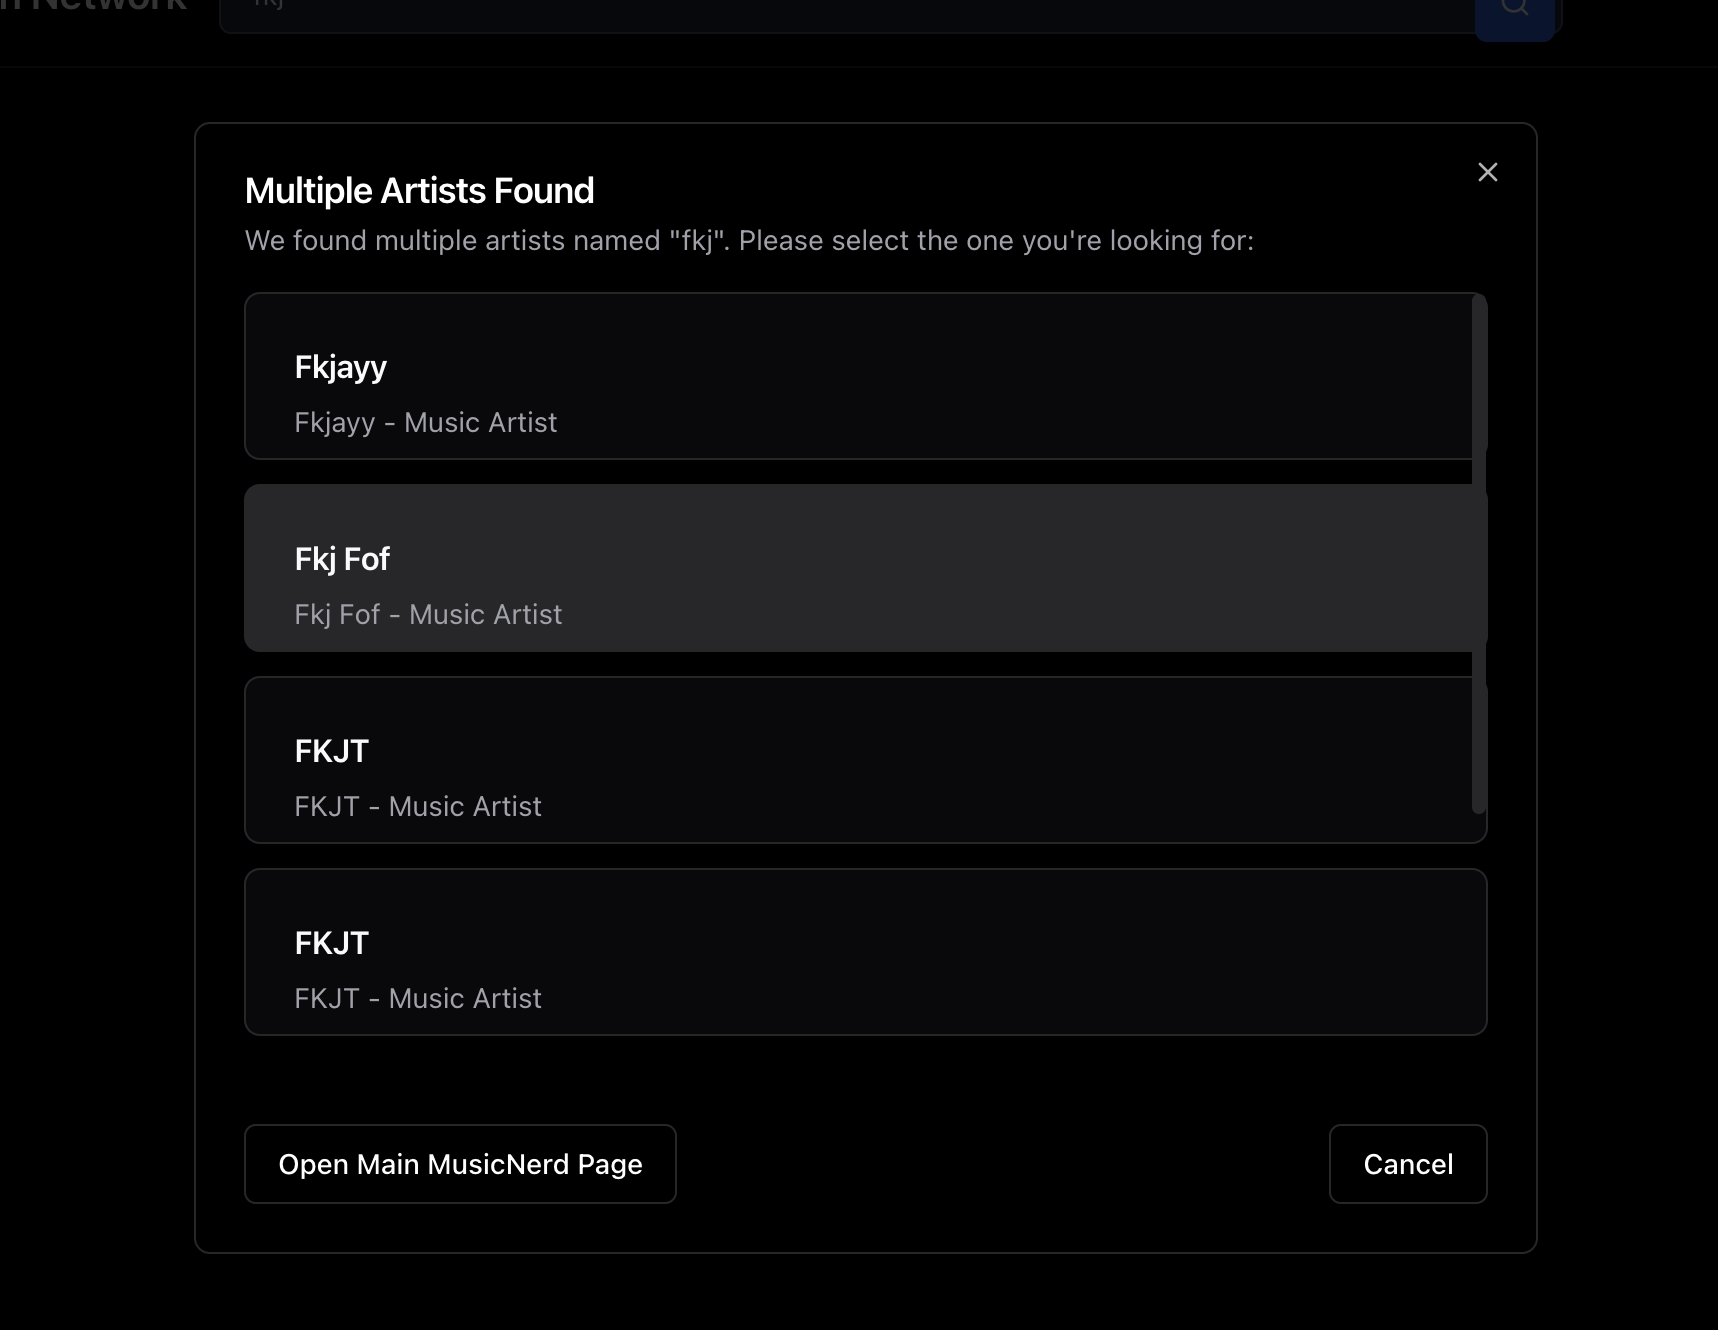 Network
fkj
Multiple Artists Found
We found multiple artists named "fkj". Please select the one you're looking for:
Fkjayy
Fkjayy - Music Artist
Fkj Fof
Fkj Fof - Music Artist
FKJT
FKJT - Music Artist
FKJT
FKJT - Music Artist
Open Main MusicNerd Page
Cancel